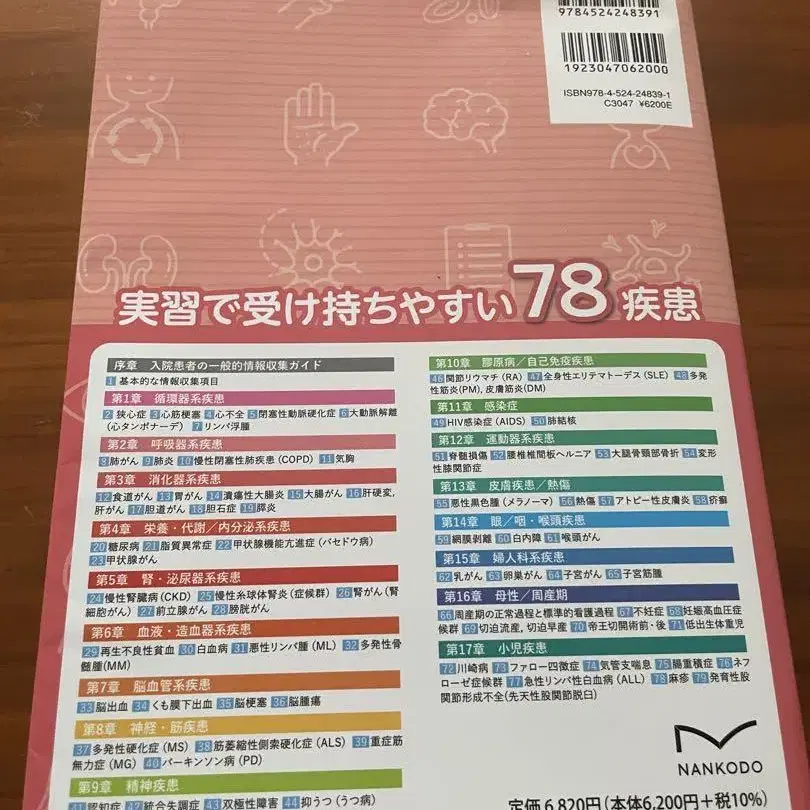 9784524248391
1923047062000
ISBN978-4-524-24839-1
C3047 ¥6200E
実習で受け持ちやすい78疾患
序章 入院患者の一般的情報収集ガイド
1 基本的な情報収集項目
第1章 循環器系疾患
2 狭心症 3 心筋梗塞 4 心不全 5 閉塞性動脈硬化症 6 大動脈解離
(心タンポナーデ) 7 リンパ浮腫
第2章 呼吸器系疾患
8 肺がん 9 肺炎 10 慢性閉塞性肺疾患 (COPD) 11 気胸
第3章 消化器系疾患
12 食道がん 13 胃がん 14 潰瘍性大腸炎 15 大腸がん 16 肝硬変,
肝がん 17 胆道がん 18 胆石症 19 膵炎
第4章 栄養・代謝／内分泌系疾患
20 糖尿病 21 脂質異常症 22 甲状腺機能亢進症 (バセドウ病)
23 甲状腺がん
第5章 腎・泌尿器系疾患
24 慢性腎臓病(CKD) 25 慢性糸球体腎炎(症候群) 26 腎がん(腎
細胞がん) 27 前立腺がん 28 膀胱がん
第6章 血液・造血器系疾患
29 再生不良性貧血 30 白血病 31 悪性リンパ腫 (ML) 32 多発性骨
髄腫(MM)
第7章 脳血管系疾患
33 脳出血 34 くも膜下出血 35 脳梗塞 36 脳腫瘍
第8章 神経・筋疾患
37 多発性硬化症 (MS) 38 筋萎縮性側索硬化症 (ALS) 39 重症筋
無力症 (MG) 40 パーキンソン病 (PD)
第9章 精神疾患
41 認知症 42 統合失調症 43 双極性障害 44 抑うつ (うつ病)
第10章 膠原病／自己免疫疾患
46 関節リウマチ (RA) 47 全身性エリテマトーデス (SLE) 48 多発
性筋炎(PM), 皮膚筋炎(DM)
第11章 感染症
49 HIV感染症 (AIDS) 50 肺結核
第12章 運動器系疾患
51 脊髄損傷 52 腰椎椎間板ヘルニア 53 大腿骨頸部骨折 54 変形
性膝関節症
第13章 皮膚疾患／熱傷
55 悪性黒色腫 (メラノーマ) 56 熱傷 57 アトピー性皮膚炎 58 疥癬
第14章 眼／咽・喉頭疾患
59 網膜剥離 60 白内障 61 喉頭がん
第15章 婦人科系疾患
62 乳がん 63 卵巣がん 64 子宮がん 65 子宮筋腫
第16章 母性／周産期
66 周産期の正常過程と標準的看護過程 67 不妊症 68 妊娠高血圧症
候群 69 切迫流産, 切迫早産 70 帝王切開術前・後 71 低出生体重児
第17章 小児疾患
72 川崎病 73 ファロー四徴症 74 気管支喘息 75 腸重積症 76 ネフ
ローゼ症候群 77 急性リンパ性白血病 (ALL) 78 麻疹 79 発育性股
関節形成不全(先天性股関節脱臼)
NANKODO
定価6,820円(本体6,200円+税10%)